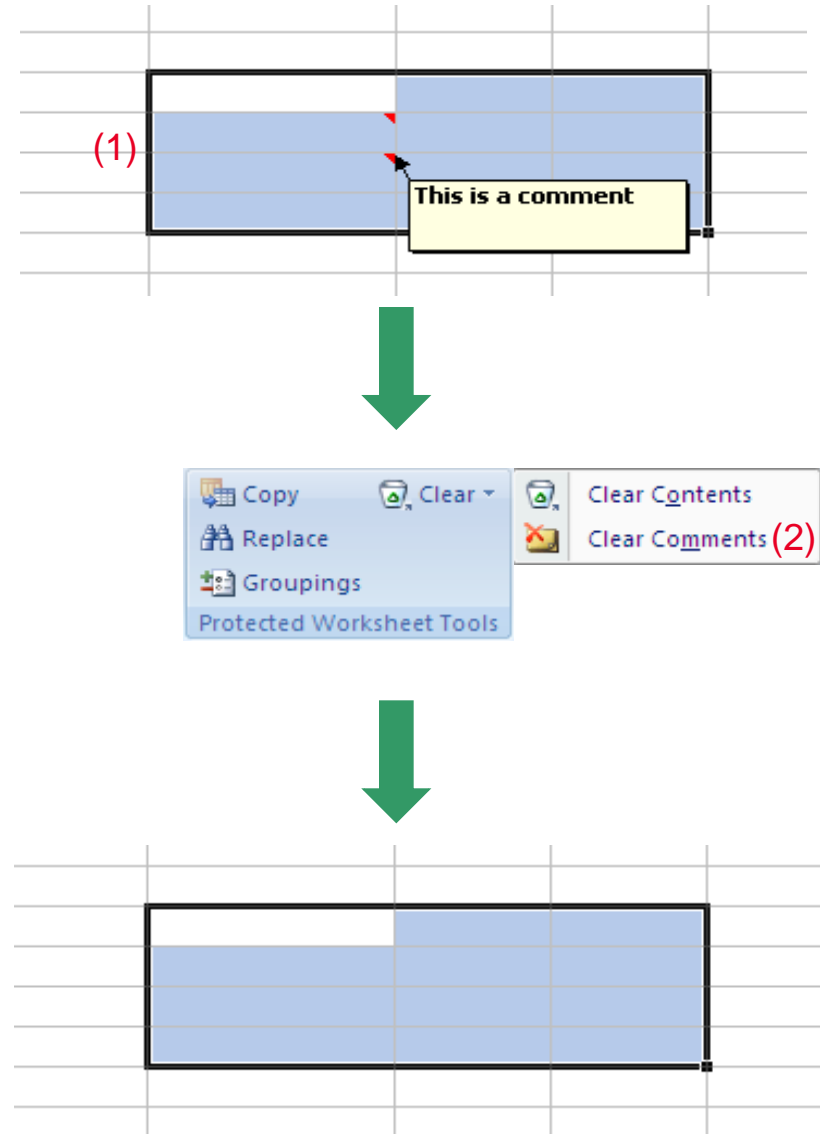 (1)
This is a comment
Copy Clear Clear Contents
Replace Clear Comments (2)
Groupings
Protected Worksheet Tools